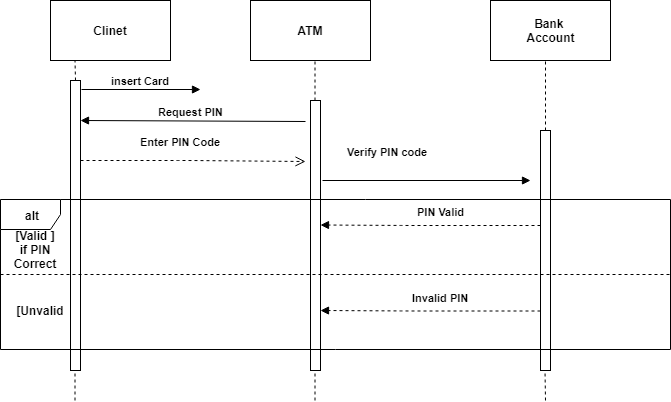 Clinet
ATM
Bank
Account
insert Card
Request PIN
Enter PIN Code
Verify PIN code
alt
PIN Valid
[Valid ]
if PIN
Correct
Invalid PIN
[Unvalid